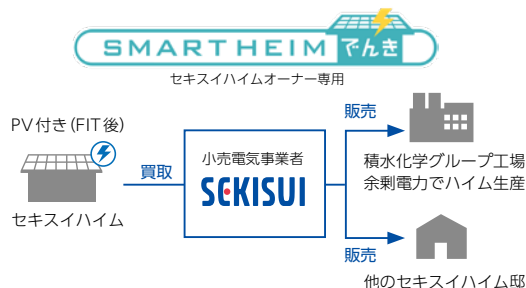 SMART HEIM でんき
セキスイハイムオーナー専用
PV付き(FIT後)
セキスイハイム
買取
小売電気事業者
SEKISUI
販売
積水化学グループ工場
余剰電力でハイム生産
販売
他のセキスイハイム邸